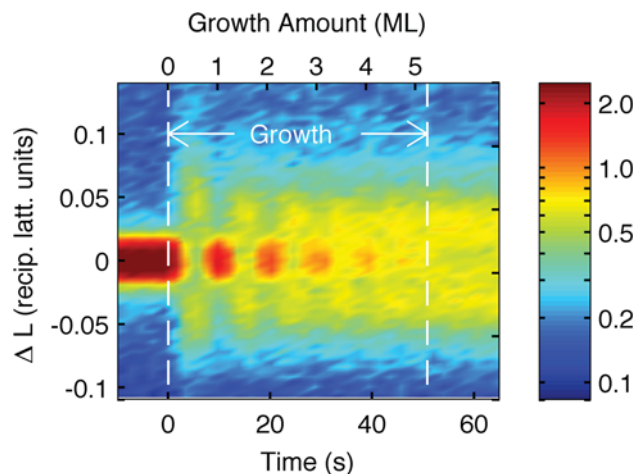 Growth Amount (ML)
0 1 2 3 4 5
Growth
Δ L (recip. latt. units)
0.1
0.05
0
-0.05
-0.1
0 20 40 60
Time (s)
2.0
1.0
0.5
0.2
0.1